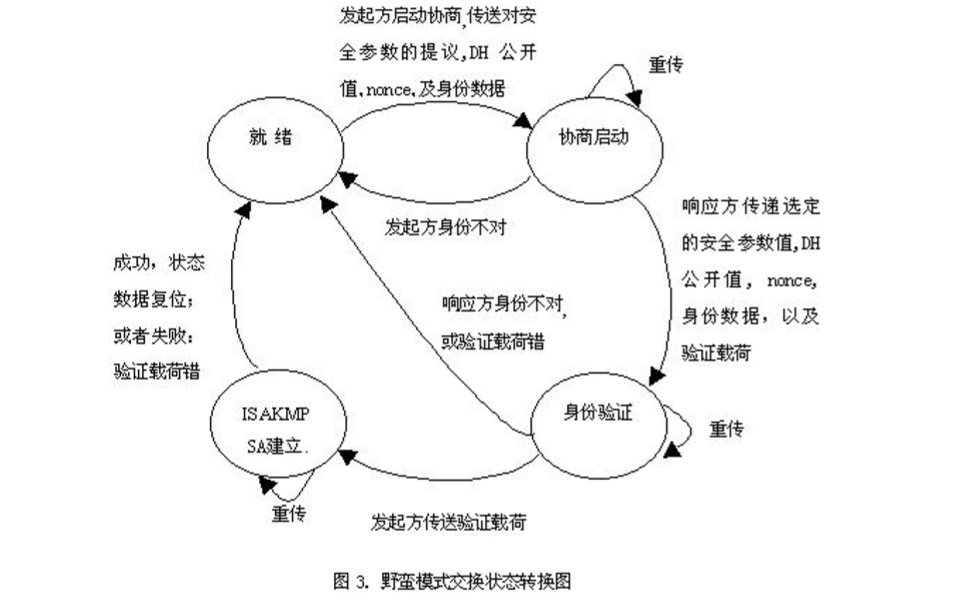 发起方启动协商,传送对安
全参数的提议,DH 公开
值,nonce,及身份数据
重传
就 绪
协商启动
发起方身份不对
响应方传递选定
的安全参数值,DH
公开值, nonce,
身份数据，以及
验证载荷
成功，状态
数据复位；
或者失败：
验证载荷错
响应方身份不对,
或验证载荷错
ISAKMP
SA建立.
身份验证
重传
重传
发起方传送验证载荷
图 3. 野蛮模式交换状态转换图